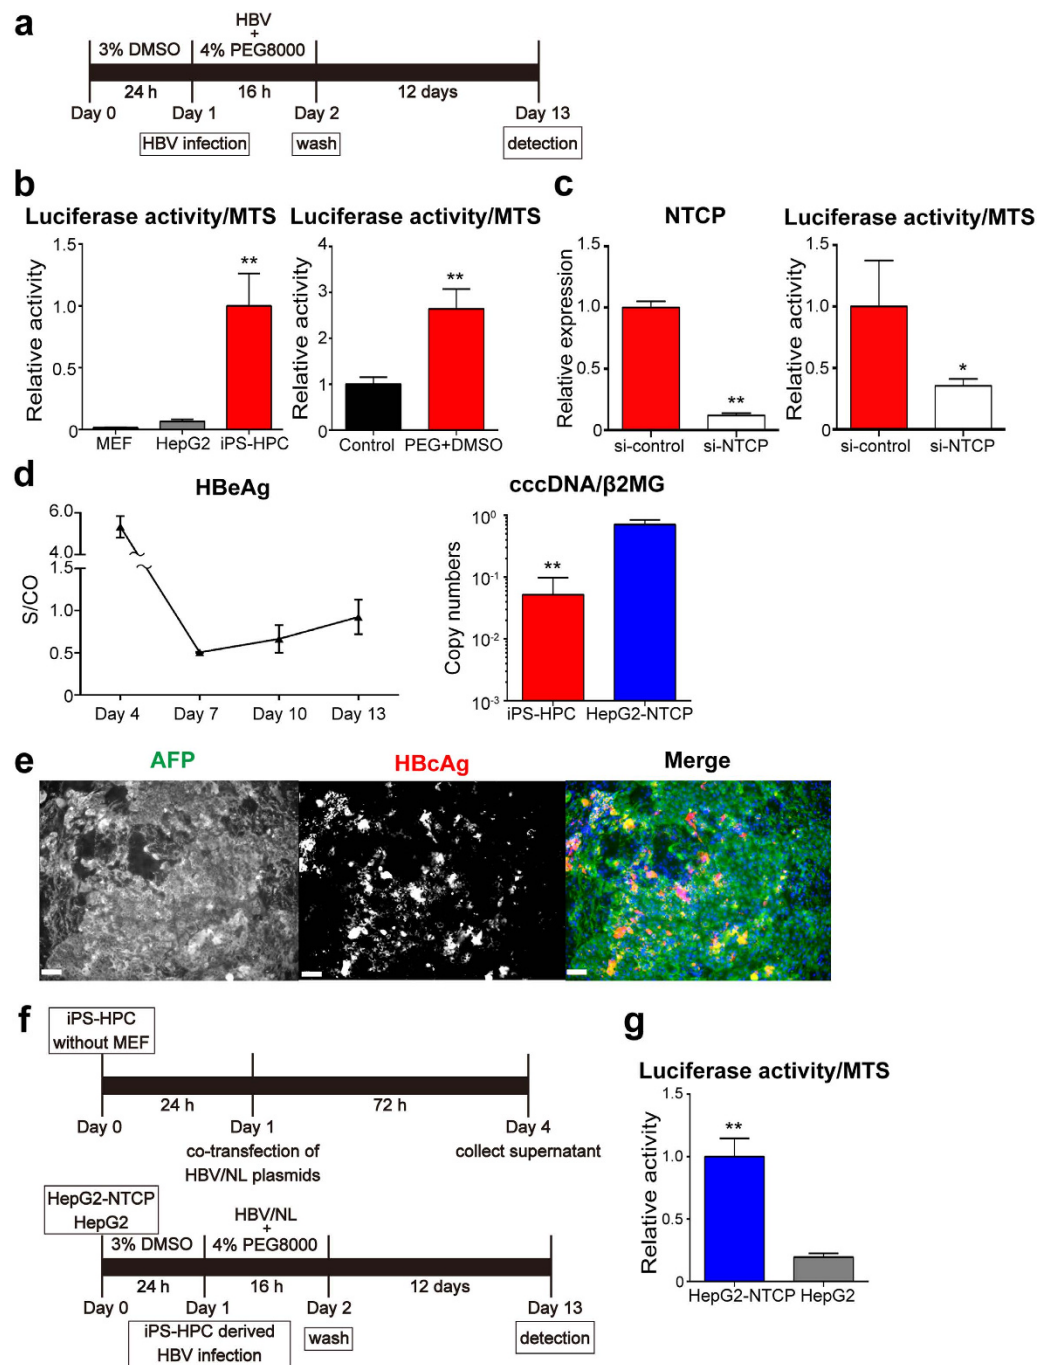 a
HBV
+
3% DMSO
4% PEG8000
24 h
16 h
12 days
Day 0
Day 1
Day 2
Day 13
HBV infection
wash
detection
b
Luciferase activity/MTS
Relative activity
1.5
1.0
0.5
0
**
MEF
HepG2
iPS-HPC
Luciferase activity/MTS
Relative activity
4
3
2
1
0
**
Control
PEG+DMSO
c
NTCP
Relative expression
1.5
1.0
0.5
0
**
si-control
si-NTCP
Luciferase activity/MTS
Relative activity
1.5
1.0
0.5
0
*
si-control
si-NTCP
d
HBeAg
S/CO
6.0
4.0
1.5
1.0
0.5
0
Day 4
Day 7
Day 10
Day 13
cccDNA/β2MG
Copy numbers
10⁰
10⁻¹
10⁻²
10⁻³
**
iPS-HPC
HepG2-NTCP
e
AFP
HBcAg
Merge
f
iPS-HPC
without MEF
24 h
72 h
Day 0
Day 1
Day 4
co-transfection of
HBV/NL plasmids
collect supernatant
HepG2-NTCP
HepG2
HBV/NL
+
3% DMSO
4% PEG8000
24 h
16 h
12 days
Day 0
Day 1
Day 2
Day 13
iPS-HPC derived
HBV infection
wash
detection
g
Luciferase activity/MTS
Relative activity
1.5
1.0
0.5
0
**
HepG2-NTCP
HepG2